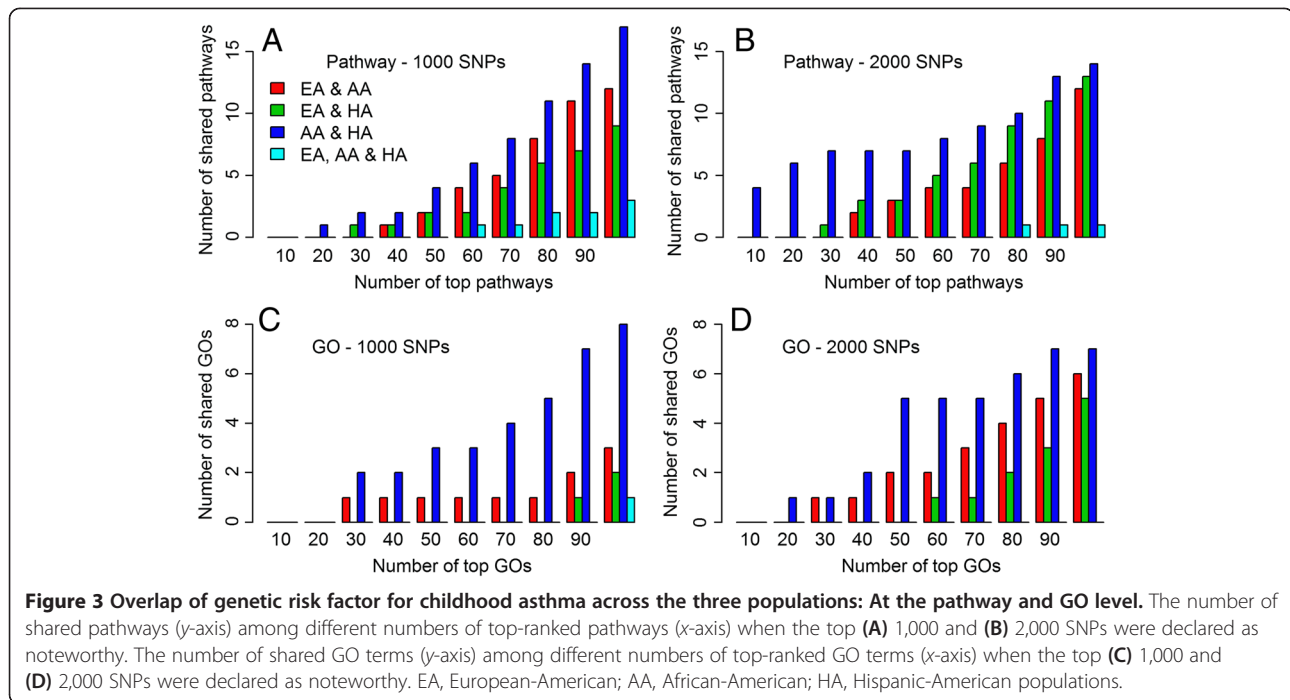 A
Pathway - 1000 SNPs
EA & AA
EA & HA
AA & HA
EA, AA & HA
Number of shared pathways
0 5 10 15
10 20 30 40 50 60 70 80 90
Number of top pathways
B
Pathway - 2000 SNPs
Number of shared pathways
0 5 10 15
10 20 30 40 50 60 70 80 90
Number of top pathways
C
GO - 1000 SNPs
Number of shared GOs
0 2 4 6 8
10 20 30 40 50 60 70 80 90
Number of top GOs
D
GO - 2000 SNPs
Number of shared GOs
0 2 4 6 8
10 20 30 40 50 60 70 80 90
Number of top GOs
Figure 3 Overlap of genetic risk factor for childhood asthma across the three populations: At the pathway and GO level. The number of
shared pathways (y-axis) among different numbers of top-ranked pathways (x-axis) when the top (A) 1,000 and (B) 2,000 SNPs were declared as
noteworthy. The number of shared GO terms (y-axis) among different numbers of top-ranked GO terms (x-axis) when the top (C) 1,000 and
(D) 2,000 SNPs were declared as noteworthy. EA, European-American; AA, African-American; HA, Hispanic-American populations.